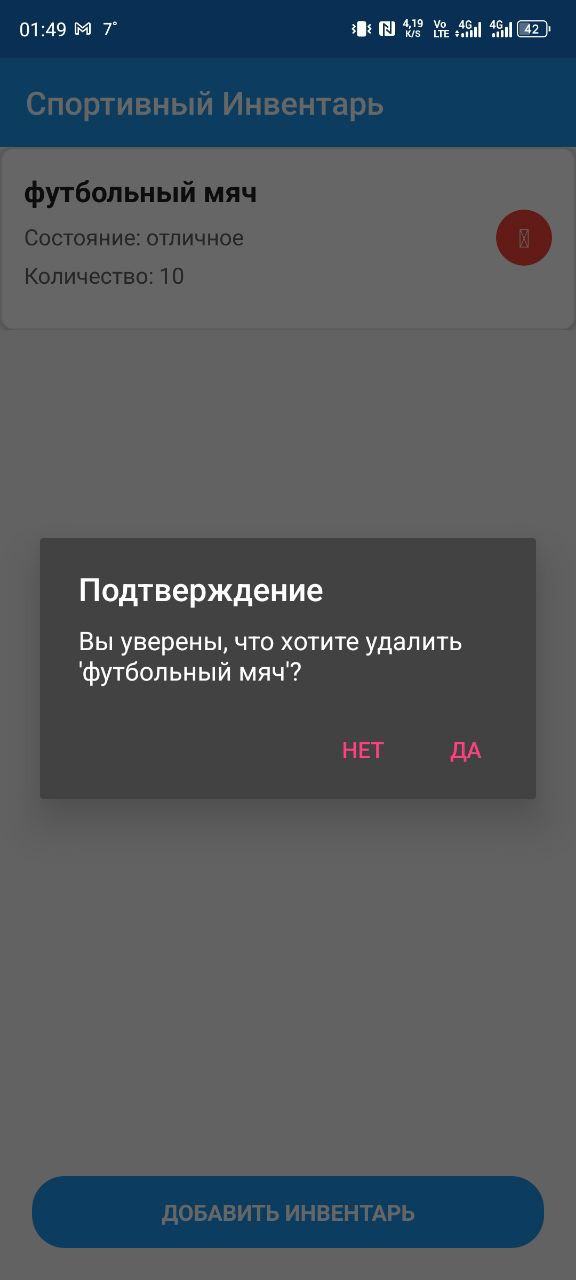 01:49 7° 4,19 K/S Vo LTE 4G 4G 42
Спортивный Инвентарь
футбольный мяч
Состояние: отличное
Количество: 10
Подтверждение
Вы уверены, что хотите удалить
'футбольный мяч'?
НЕТ ДА
ДОБАВИТЬ ИНВЕНТАРЬ